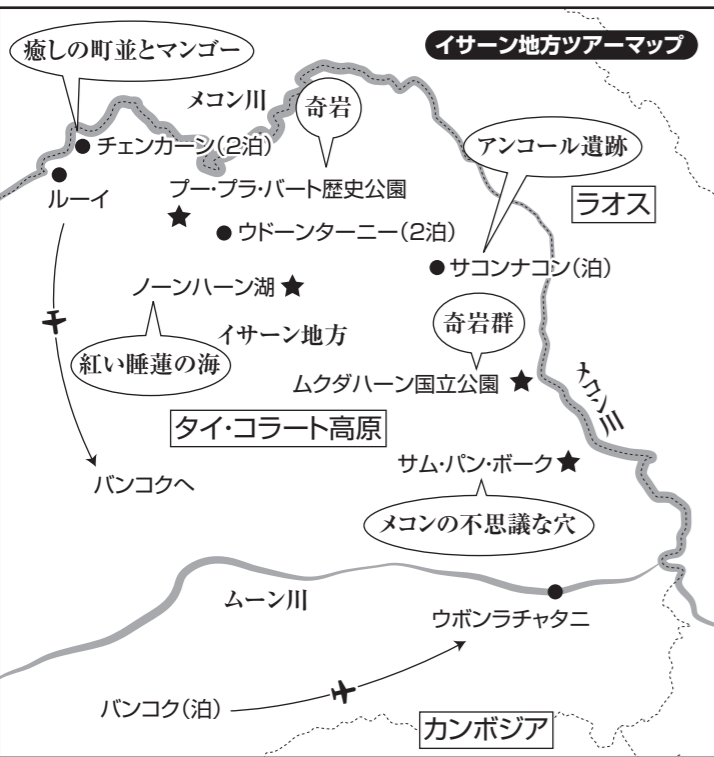 イサーン地方ツアーマップ
癒しの町並とマンゴー
メコン川
奇岩
チェンカーン(2泊)
アンコール遺跡
ルーイ
プー・プラ・バート歴史公園
ラオス
ウドーンターニー(2泊)
サコンナコン(泊)
ノーンハーン湖
奇岩群
イサーン地方
紅い睡蓮の海
ムクダハーン国立公園
メコン川
タイ・コラート高原
サム・パン・ボーク
バンコクへ
メコンの不思議な穴
ムーン川
ウボンラチャタニ
バンコク(泊)
カンボジア